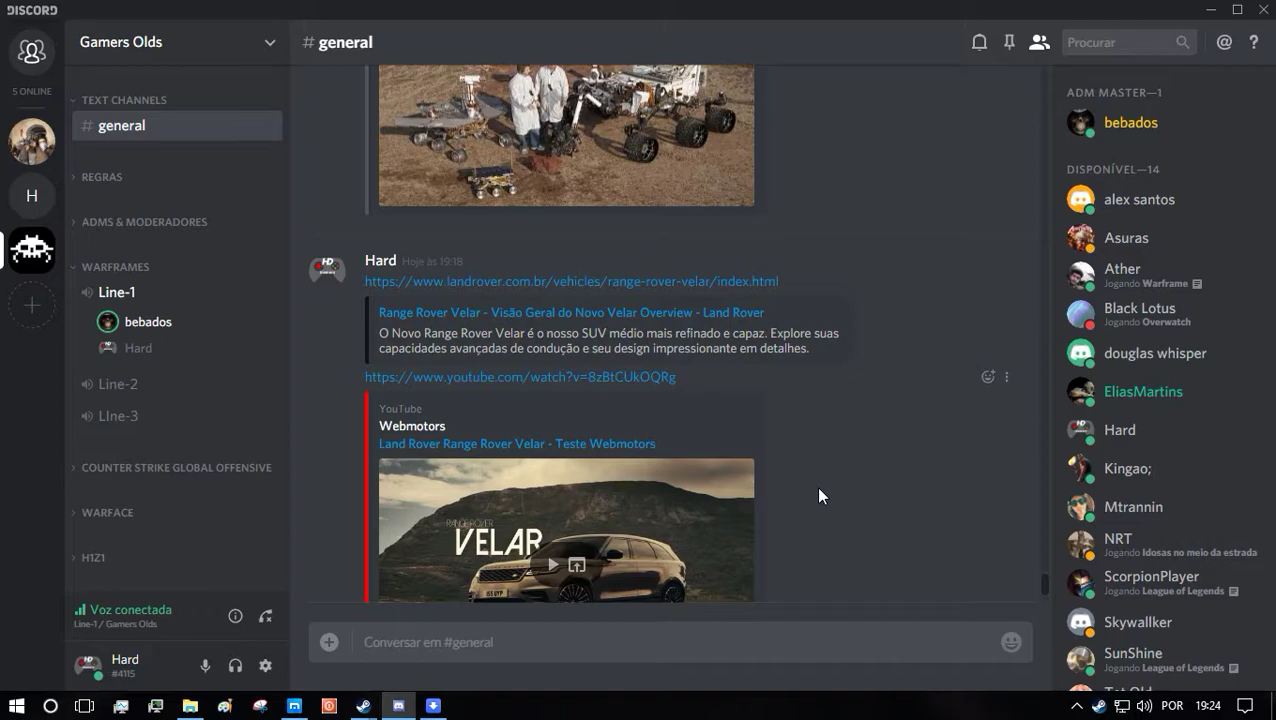 DISCORD
5 ONLINE
H
Gamers Olds
TEXT CHANNELS
# general
REGRAS
ADMS & MODERADORES
WARFRAMES
Line-1
bebados
Hard
Line-2
LIne-3
COUNTER STRIKE GLOBAL OFFENSIVE
WARFACE
H1Z1
Voz conectada
Line-1 / Gamers Olds
Hard
#4115
# general
Procurar
@ ?
Hard Hoje às 19:18
https://www.landrover.com.br/vehicles/range-rover-velar/index.html
Range Rover Velar - Visão Geral do Novo Velar Overview - Land Rover
O Novo Range Rover Velar é o nosso SUV médio mais refinado e capaz. Explore suas
capacidades avançadas de condução e seu design impressionante em detalhes.
https://www.youtube.com/watch?v=8zBtCUkOQRg
YouTube
Webmotors
Land Rover Range Rover Velar - Teste Webmotors
RANGE ROVER
VELAR
Conversar em #general
ADM MASTER—1
bebados
DISPONÍVEL—14
alex santos
Asuras
Ather
Jogando Warframe
Black Lotus
Jogando Overwatch
douglas whisper
EliasMartins
Hard
Kingao;
Mtrannin
NRT
Jogando Idosas no meio da estrada
ScorpionPlayer
Jogando League of Legends
Skywallker
SunShine
Jogando League of Legends
POR
19:24